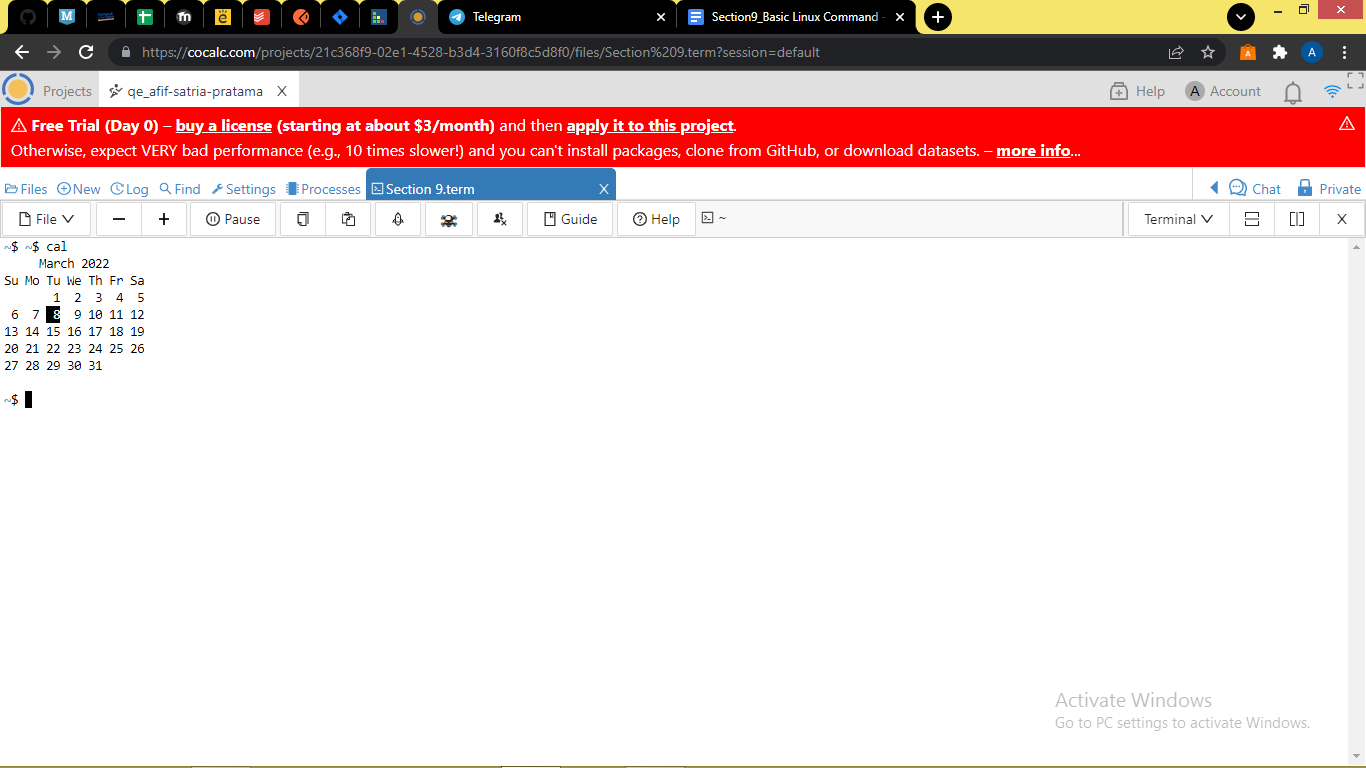 Telegram
Section9_Basic Linux Command -
https://cocalc.com/projects/21c368f9-02e1-4528-b3d4-3160f8c5d8f0/files/Section%209.term?session=default
A
A
Projects
qe_afif-satria-pratama
X
Help
A Account
Free Trial (Day 0) – buy a license (starting at about $3/month) and then apply it to this project.
Otherwise, expect VERY bad performance (e.g., 10 times slower!) and you can't install packages, clone from GitHub, or download datasets. – more info...
Files New Log Find Settings Processes Section 9.term X Chat Private
File Pause Guide Help ~ Terminal X
~$ ~$ cal
     March 2022
Su Mo Tu We Th Fr Sa
       1  2  3  4  5
 6  7  8  9 10 11 12
13 14 15 16 17 18 19
20 21 22 23 24 25 26
27 28 29 30 31
~$
Activate Windows
Go to PC settings to activate Windows.